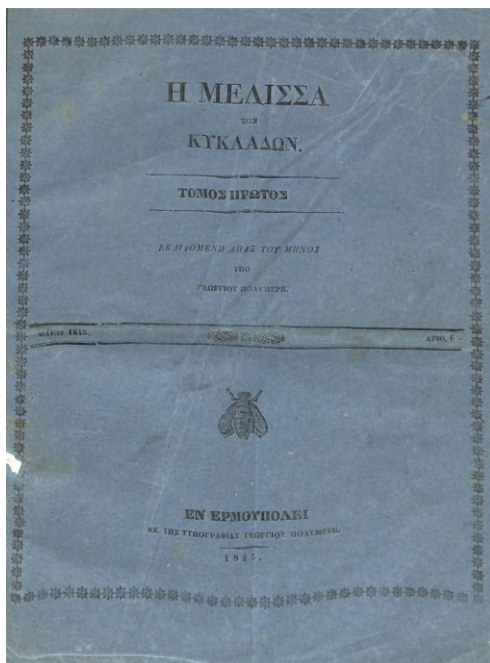 Η ΜΕΛΙΣΣΑ
ΤΩΝ
ΚΥΚΛΑΔΩΝ.
ΤΟΜΟΣ ΠΡΩΤΟΣ
ΕΚΔΙΔΟΜΕΝΗ ΑΠΑΞ ΤΟΥ ΜΗΝΟΣ
ΥΠΟ
ΓΕΩΡΓΙΟΥ ΠΟΛΥΜΕΡΗ.
ΑΡΙΘ.
ΕΝ ΕΡΜΟΥΠΟΛΕΙ
ΕΚ ΤΗΣ ΤΥΠΟΓΡΑΦΙΑΣ ΓΕΩΡΓΙΟΥ ΠΟΛΥΜΕΡΗ.